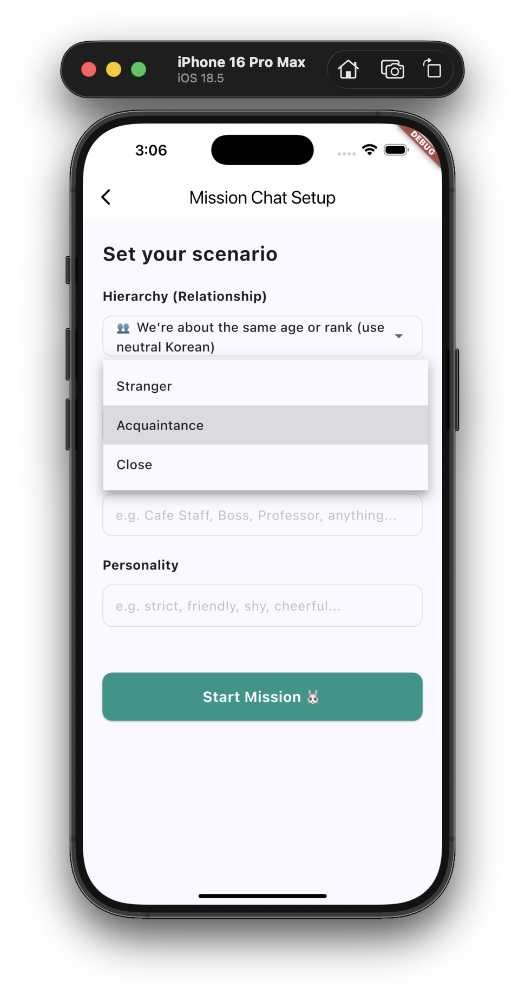 iPhone 16 Pro Max
iOS 18.5
3:06
DEBUG
Mission Chat Setup
Set your scenario
Hierarchy (Relationship)
👥 We're about the same age or rank (use
neutral Korean)
Stranger
Acquaintance
Close
e.g. Cafe Staff, Boss, Professor, anything...
Personality
e.g. strict, friendly, shy, cheerful...
Start Mission 🐰